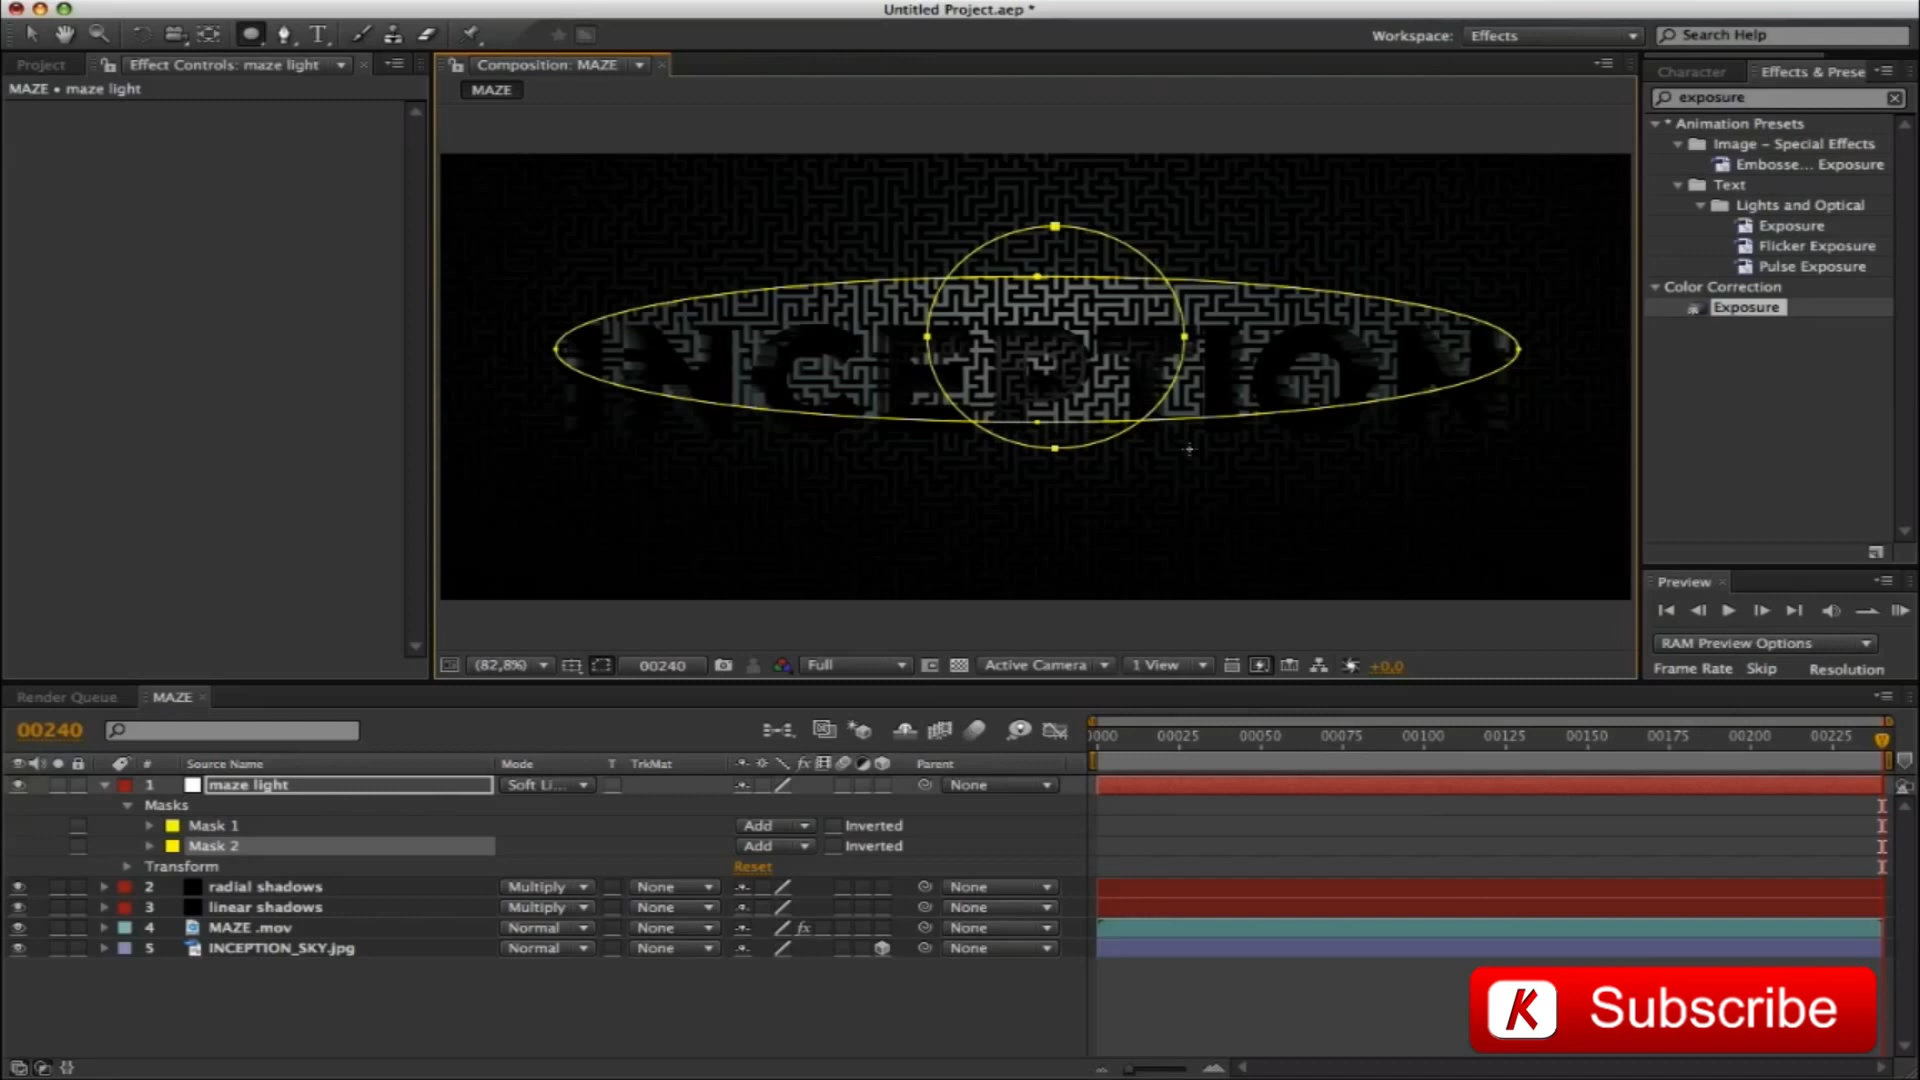 Untitled Project.aep *
Workspace: Effects Search Help
Project Effect Controls: maze light Composition: MAZE Character Effects & Prese
MAZE • maze light MAZE exposure
* Animation Presets
Image – Special Effects
Embosse... Exposure
Text
Lights and Optical
Exposure
Flicker Exposure
Pulse Exposure
Color Correction
Exposure
INCEPTION
Preview
RAM Preview Options
Frame Rate Skip Resolution
(82,8%) 00240 Full Active Camera 1 View +0,0
Render Queue MAZE
00240
0000 00025 00050 00075 00100 00125 00150 00175 00200 00225
# Source Name Mode T TrkMat fx Parent
1 maze light Soft Li... None
Masks
Mask 1 Add Inverted
Mask 2 Add Inverted
Transform Reset
2 radial shadows Multiply None None
3 linear shadows Multiply None None
4 MAZE .mov Normal None fx None
5 INCEPTION_SKY.jpg Normal None None
K Subscribe